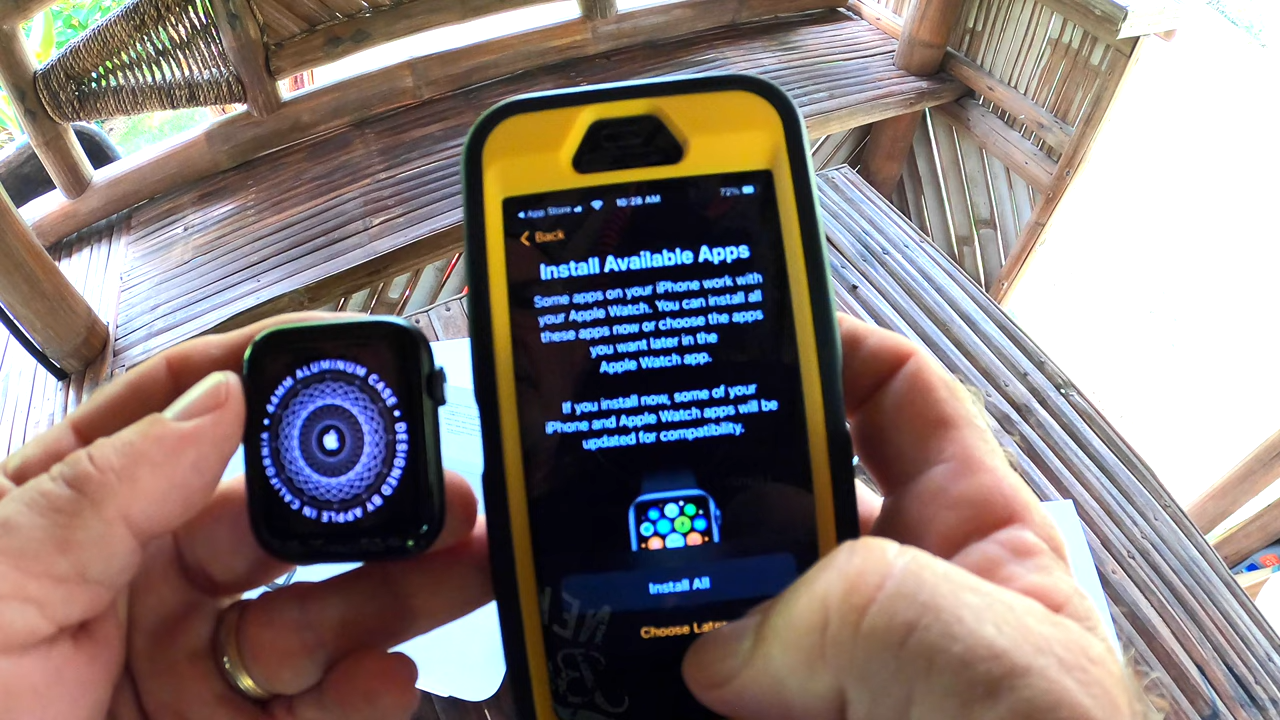 44MM ALUMINUM CASE • DESIGNED BY APPLE IN CALIFORNIA •
App Store 10:28 AM 72%
Back
Install Available Apps
Some apps on your iPhone work with
your Apple Watch. You can install all
these apps now or choose the apps
you want later in the
Apple Watch app.
If you install now, some of your
iPhone and Apple Watch apps will be
updated for compatibility.
Install All
Choose Later